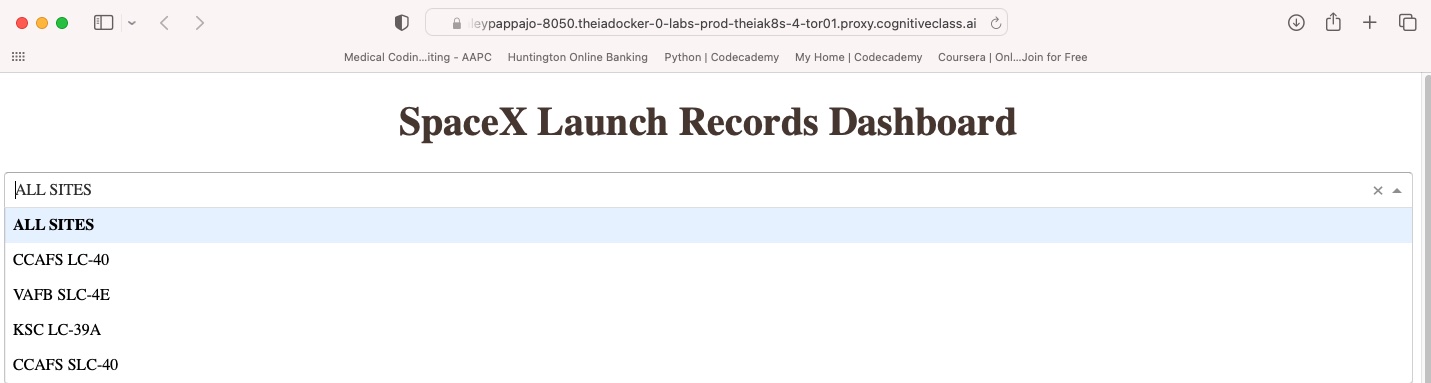 leypappajo-8050.theiadocker-0-labs-prod-theiak8s-4-tor01.proxy.cognitiveclass.ai
Medical Codin...iting - AAPC Huntington Online Banking Python | Codecademy My Home | Codecademy Coursera | Onl...Join for Free
SpaceX Launch Records Dashboard
ALL SITES
ALL SITES
CCAFS LC-40
VAFB SLC-4E
KSC LC-39A
CCAFS SLC-40